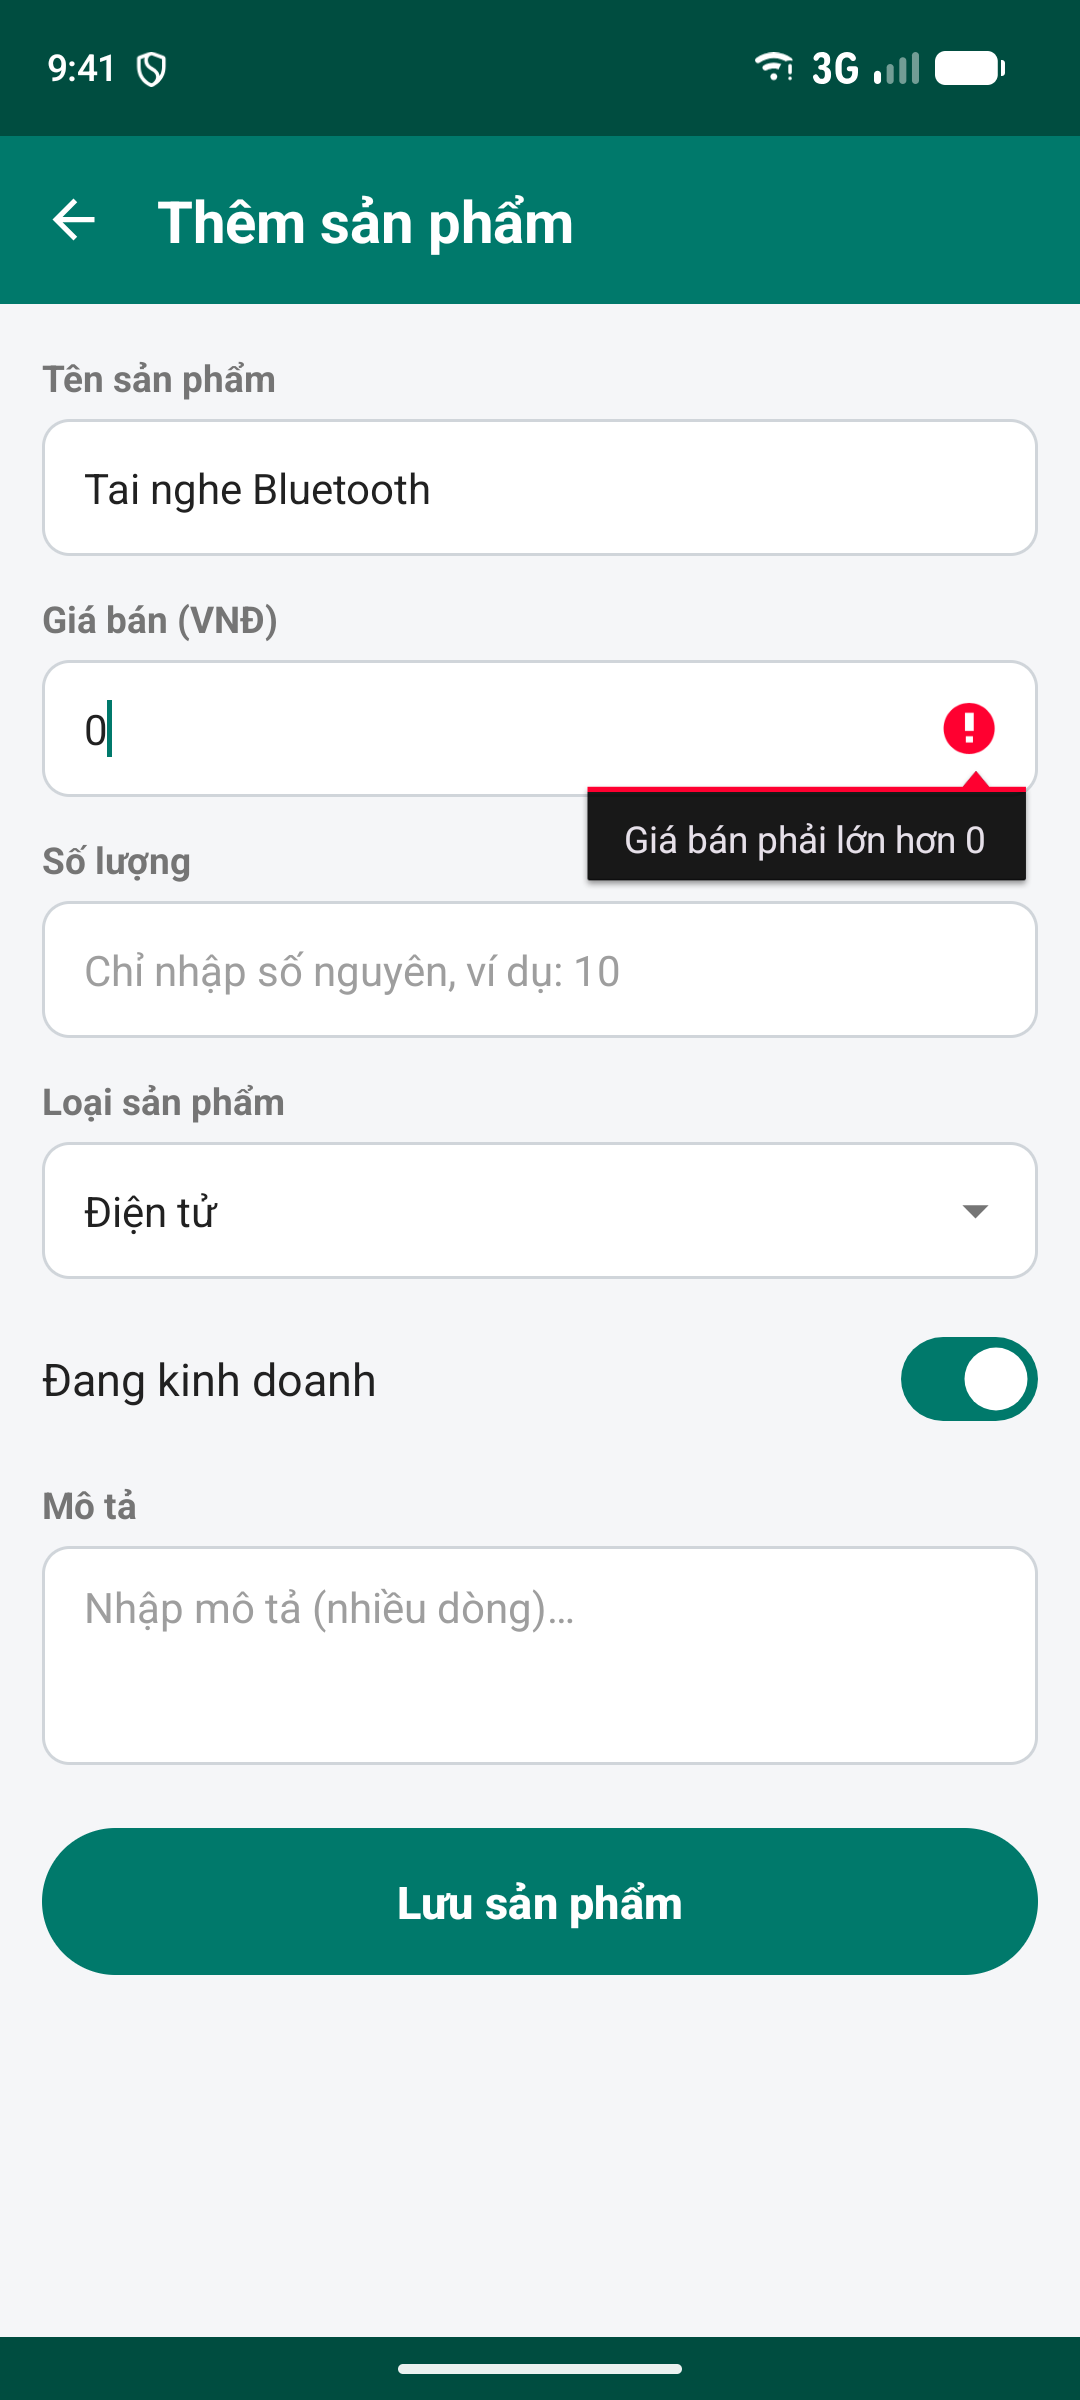 9:41
3G
Thêm sản phẩm
Tên sản phẩm
Tai nghe Bluetooth
Giá bán (VNĐ)
0
Giá bán phải lớn hơn 0
Số lượng
Chỉ nhập số nguyên, ví dụ: 10
Loại sản phẩm
Điện tử
Đang kinh doanh
Mô tả
Nhập mô tả (nhiều dòng)...
Lưu sản phẩm